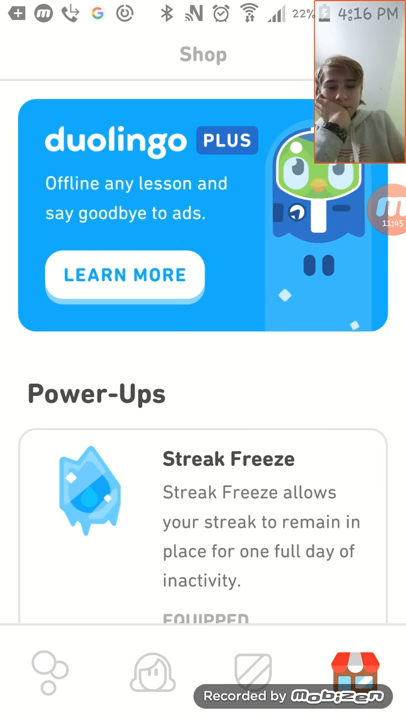 22% 4:16 PM
Shop
duolingo PLUS
Offline any lesson and
say goodbye to ads.
LEARN MORE
11:45
Power-Ups
Streak Freeze
Streak Freeze allows
your streak to remain in
place for one full day of
inactivity.
EQUIPPED
Recorded by Mobizen